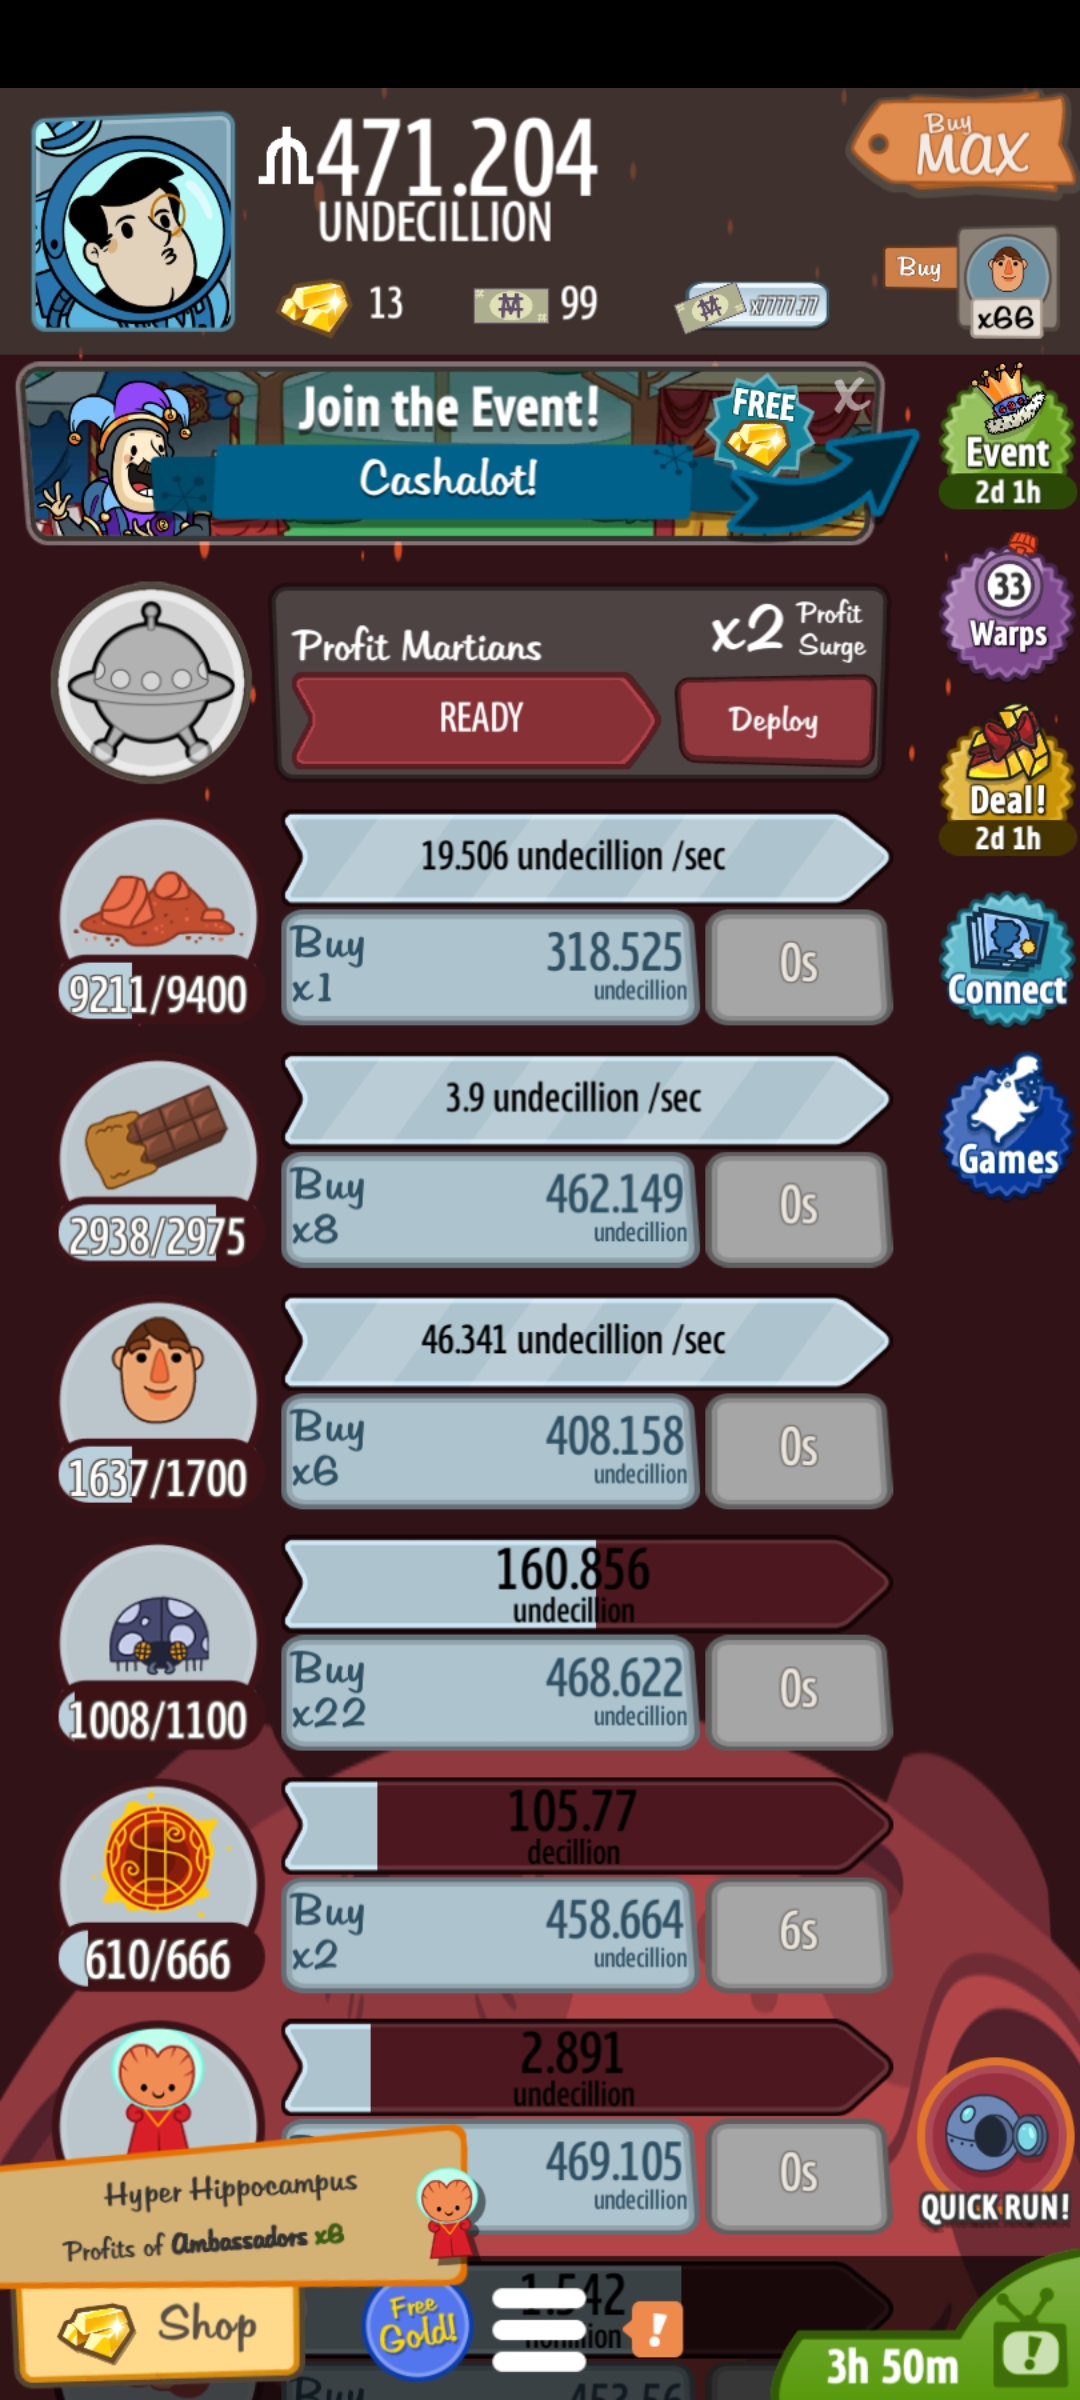 471.204
UNDECILLION
Buy
MAX
13
99
x7777.77
Buy
x66
Join the Event!
FREE
X
Cashalot!
Event
2d 1h
33
Warps
Profit Martians
x2 Profit
Surge
READY
Deploy
Deal!
2d 1h
19.506 undecillion /sec
9211/9400
Buy
x1
318.525
undecillion
0s
Connect
3.9 undecillion /sec
2938/2975
Buy
x8
462.149
undecillion
0s
Games
46.341 undecillion /sec
1637/1700
Buy
x6
408.158
undecillion
0s
160.856
undecillion
1008/1100
Buy
x22
468.622
undecillion
0s
105.77
decillion
610/666
Buy
x2
458.664
undecillion
6s
2.891
undecillion
469.105
undecillion
0s
QUICK RUN!
Hyper Hippocampus
Profits of Ambassadors x8
Shop
Free
Gold!
!
3h 50m
!
Buy